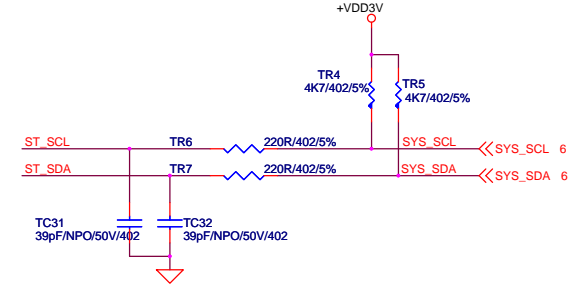 +VDD3V
TR4
4K7/402/5%
TR5
4K7/402/5%
ST_SCL
TR6
220R/402/5%
SYS_SCL
SYS_SCL 6
ST_SDA
TR7
220R/402/5%
SYS_SDA
SYS_SDA 6
TC31
39pF/NPO/50V/402
TC32
39pF/NPO/50V/402